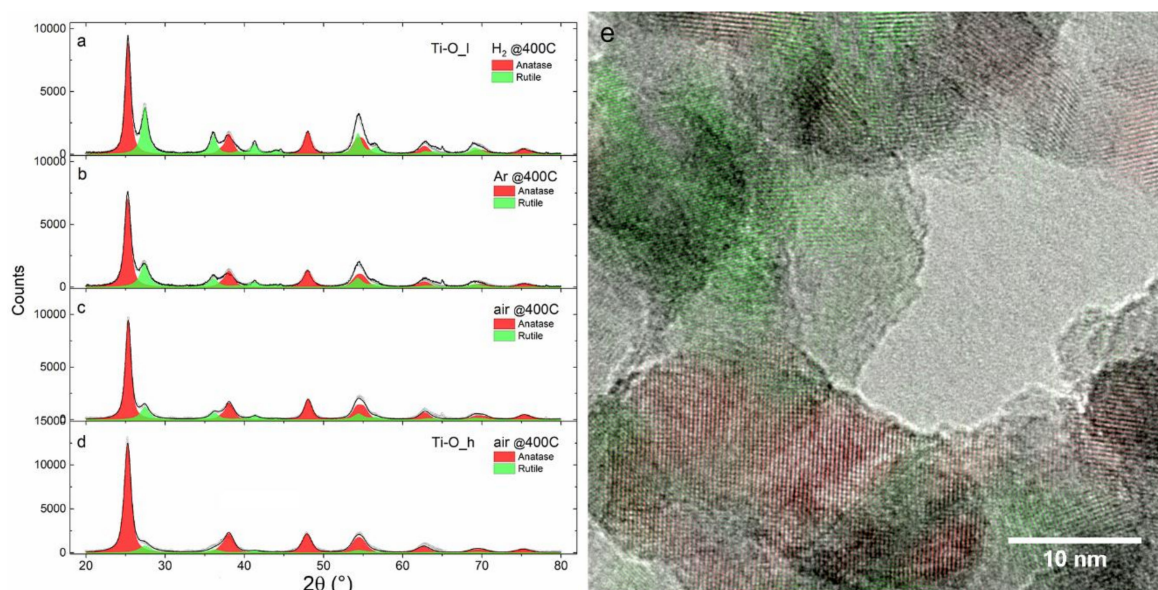 a
Ti-O_l
H₂ @400C
Anatase
Rutile
10000
5000
0
b
Ar @400C
Anatase
Rutile
10000
5000
0
c
air @400C
Anatase
Rutile
10000
5000
0
15000
d
Ti-O_h
air @400C
Anatase
Rutile
10000
5000
0
20 30 40 50 60 70 80
2θ (°)
Counts
e
10 nm